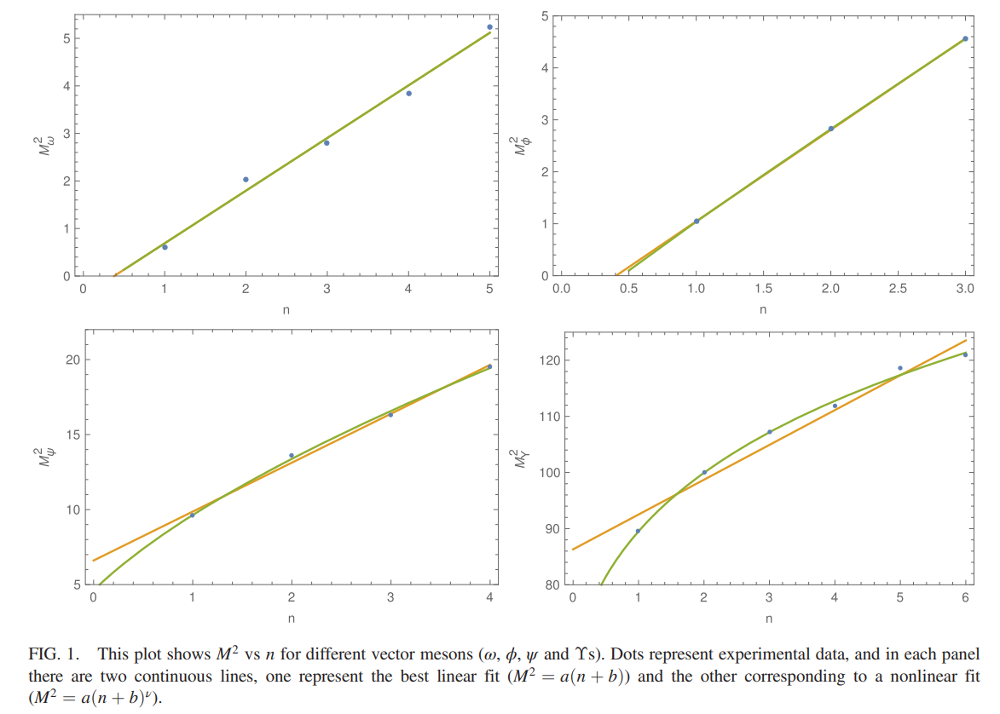 5
4
3
2
1
0
M²ω
0 1 2 3 4 5
n
5
4
3
2
1
0
M²ϕ
0.0 0.5 1.0 1.5 2.0 2.5 3.0
n
20
15
10
5
M²ψ
0 1 2 3 4
n
120
110
100
90
80
M²ϒ
0 1 2 3 4 5 6
n
FIG. 1. This plot shows M² vs n for different vector mesons (ω, ϕ, ψ and ϒs). Dots represent experimental data, and in each panel
there are two continuous lines, one represent the best linear fit (M² = a(n + b)) and the other corresponding to a nonlinear fit
(M² = a(n + b)^ν).